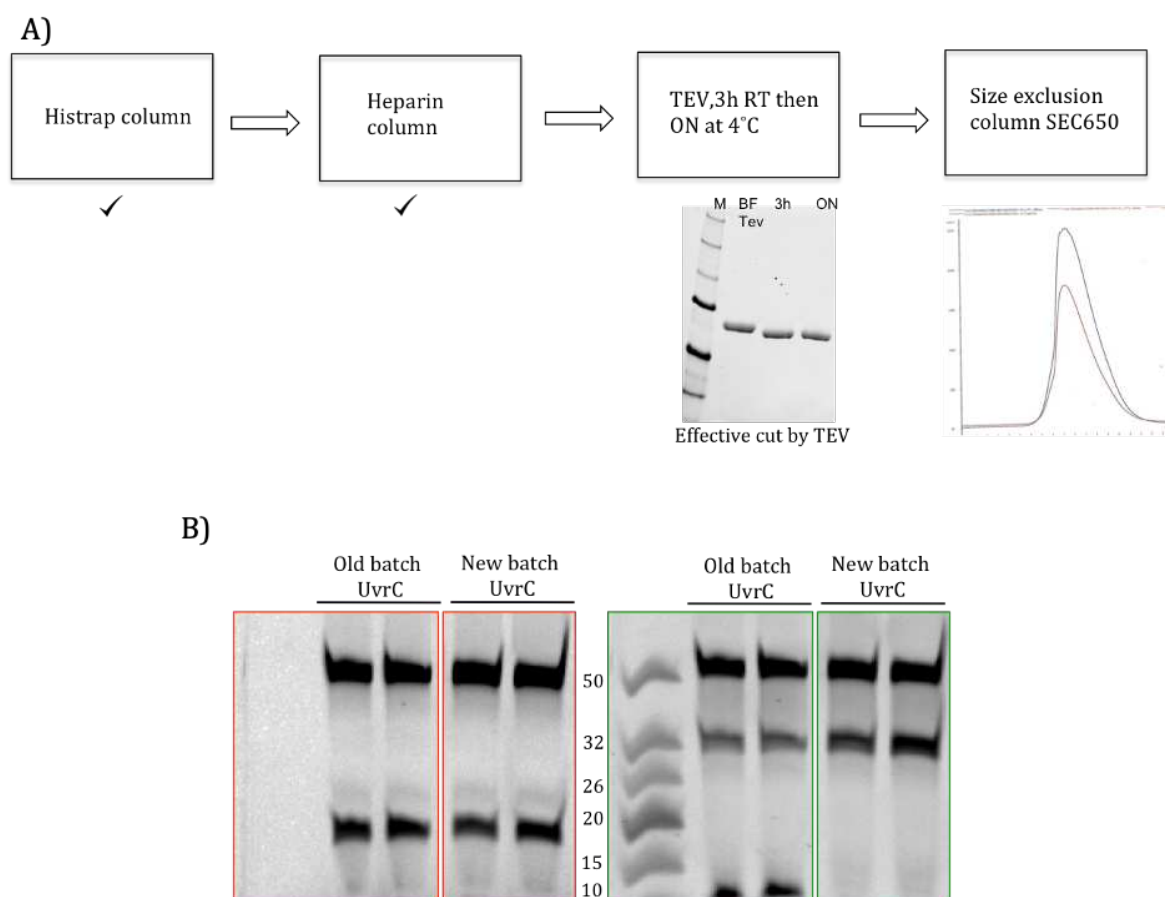 A)
Histrap column
Heparin
column
TEV,3h RT then
ON at 4°C
Size exclusion
column SEC650
M BF 3h ON
Tev
Effective cut by TEV
B)
Old batch
UvrC
New batch
UvrC
Old batch
UvrC
New batch
UvrC
50
32
26
20
15
10